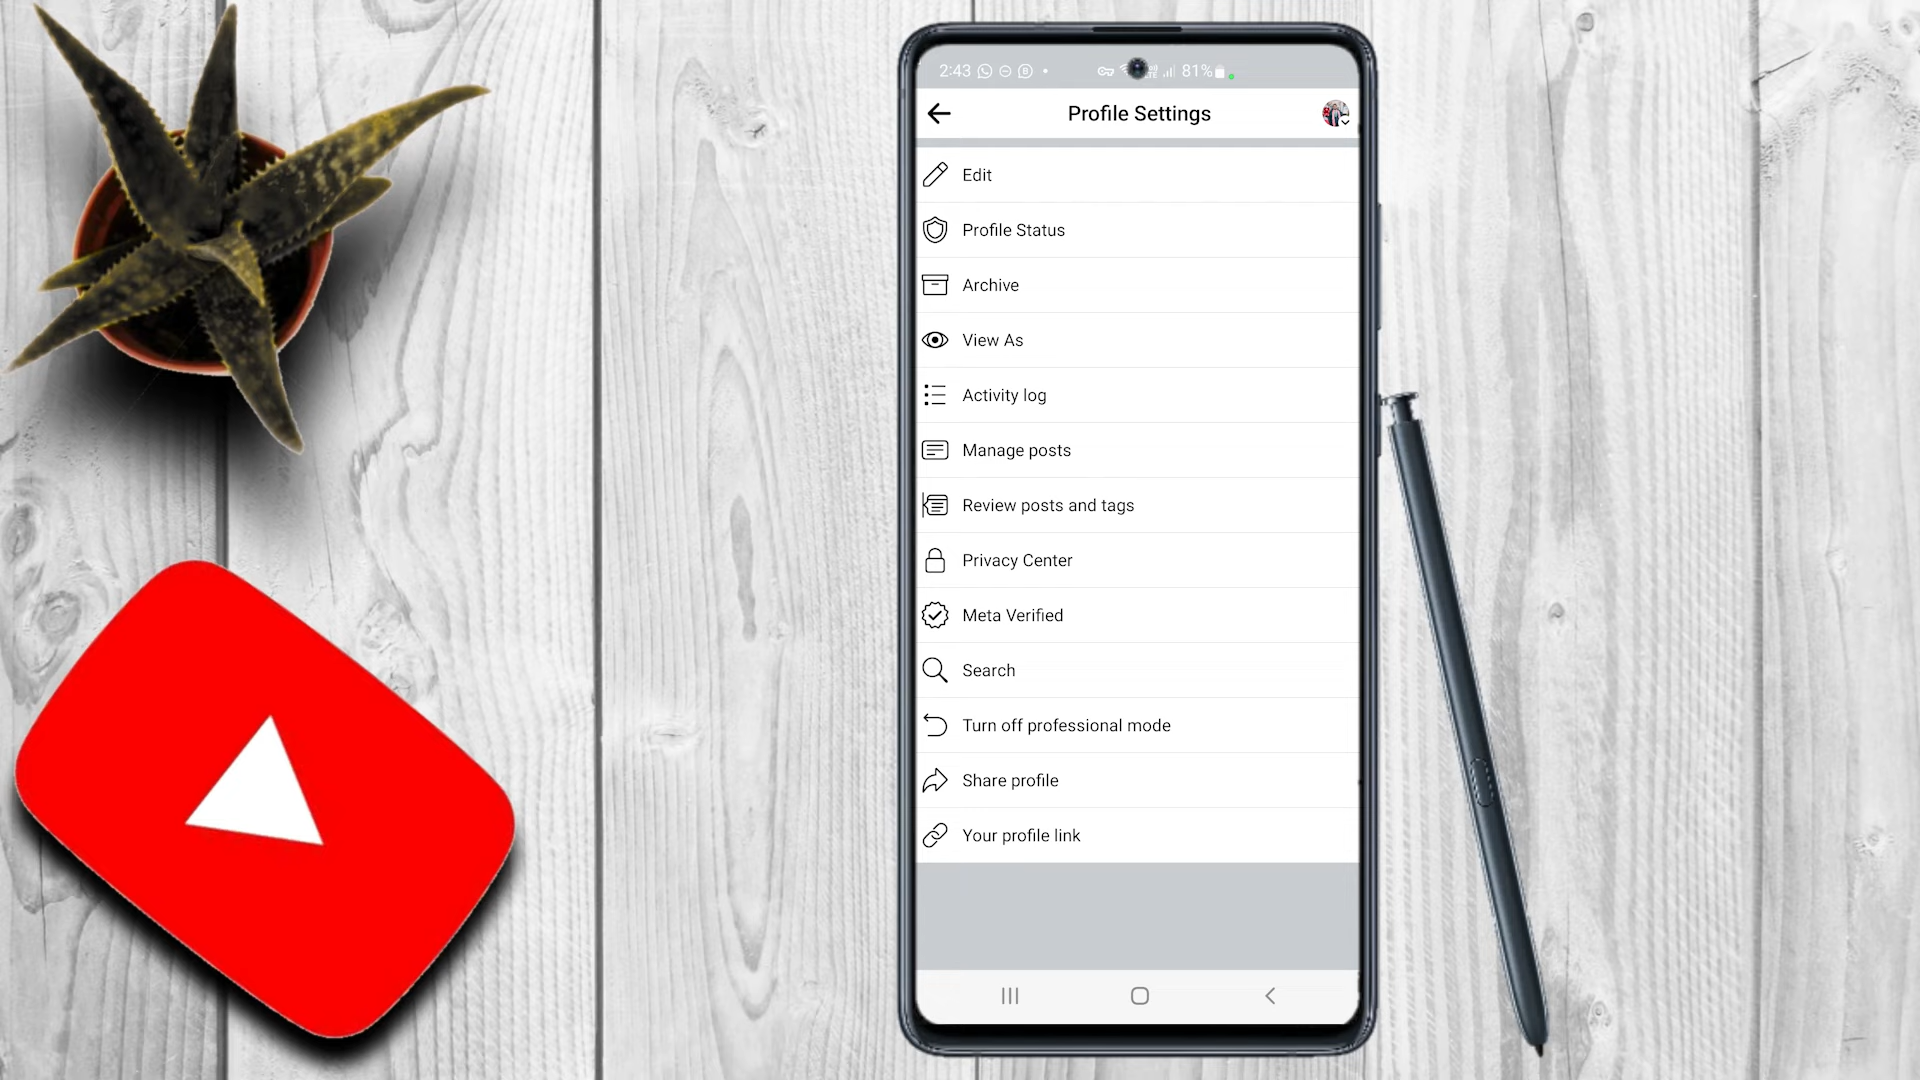 2:43 81%
Profile Settings
Edit
Profile Status
Archive
View As
Activity log
Manage posts
Review posts and tags
Privacy Center
Meta Verified
Search
Turn off professional mode
Share profile
Your profile link